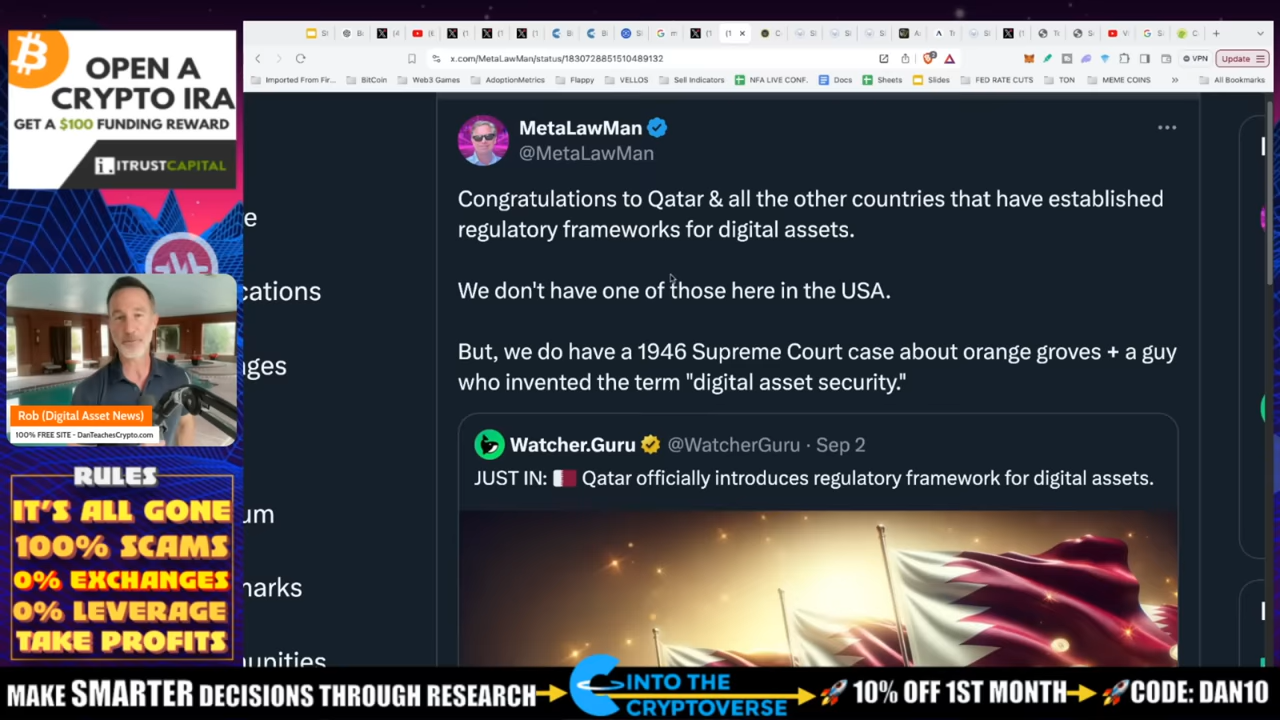 OPEN A
CRYPTO IRA
GET A $100 FUNDING REWARD
ITRUSTCAPITAL
Rob (Digital Asset News)
100% FREE SITE - DanTeachesCrypto.com
RULES
IT'S ALL GONE
100% SCAMS
0% EXCHANGES
0% LEVERAGE
TAKE PROFITS
x.com/MetaLawMan/status/1830728851510489132
VPN
Update
Imported From Fir...
BitCoin
Web3 Games
AdoptionMetrics
Flappy
VELLOS
Sell Indicators
NFA LIVE CONF.
Docs
Sheets
Slides
FED RATE CUTS
TON
MEME COINS
All Bookmarks
e
cations
ges
um
narks
unities
MetaLawMan
@MetaLawMan
Congratulations to Qatar & all the other countries that have established
regulatory frameworks for digital assets.
We don't have one of those here in the USA.
But, we do have a 1946 Supreme Court case about orange groves + a guy
who invented the term "digital asset security."
Watcher.Guru @WatcherGuru · Sep 2
JUST IN: Qatar officially introduces regulatory framework for digital assets.
MAKE SMARTER DECISIONS THROUGH RESEARCH
INTO THE
CRYPTOVERSE
10% OFF 1ST MONTH
CODE: DAN10